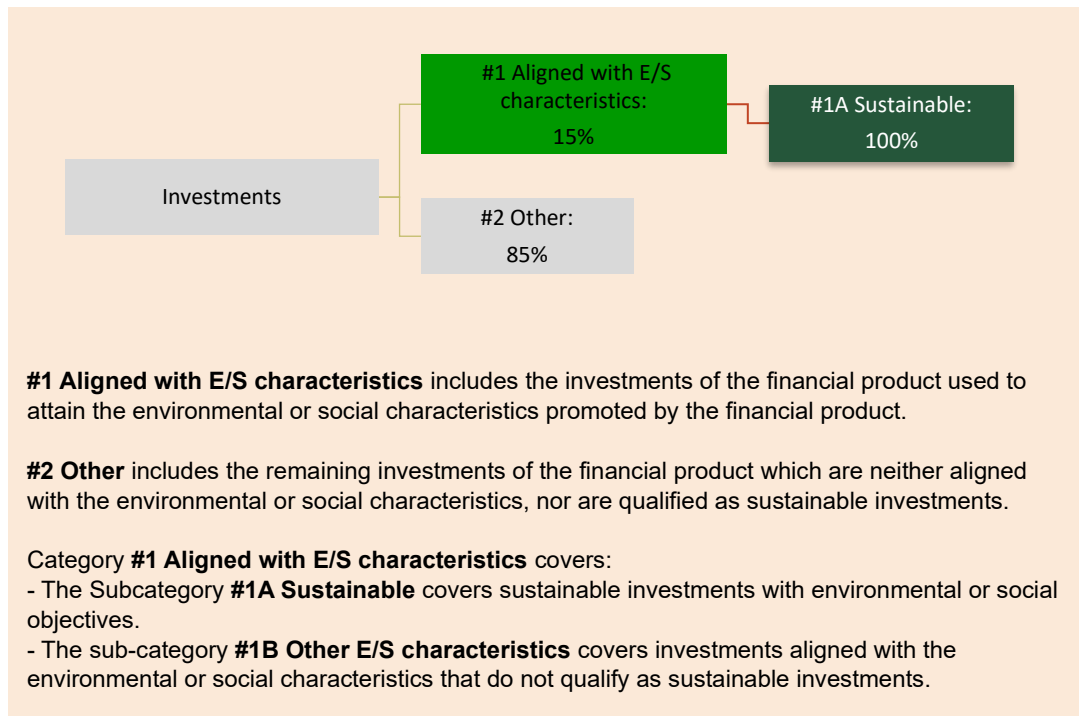 #1 Aligned with E/S
characteristics:
15%
#1A Sustainable:
100%
Investments
#2 Other:
85%
#1 Aligned with E/S characteristics includes the investments of the financial product used to
attain the environmental or social characteristics promoted by the financial product.
#2 Other includes the remaining investments of the financial product which are neither aligned
with the environmental or social characteristics, nor are qualified as sustainable investments.
Category #1 Aligned with E/S characteristics covers:
- The Subcategory #1A Sustainable covers sustainable investments with environmental or social
objectives.
- The sub-category #1B Other E/S characteristics covers investments aligned with the
environmental or social characteristics that do not qualify as sustainable investments.